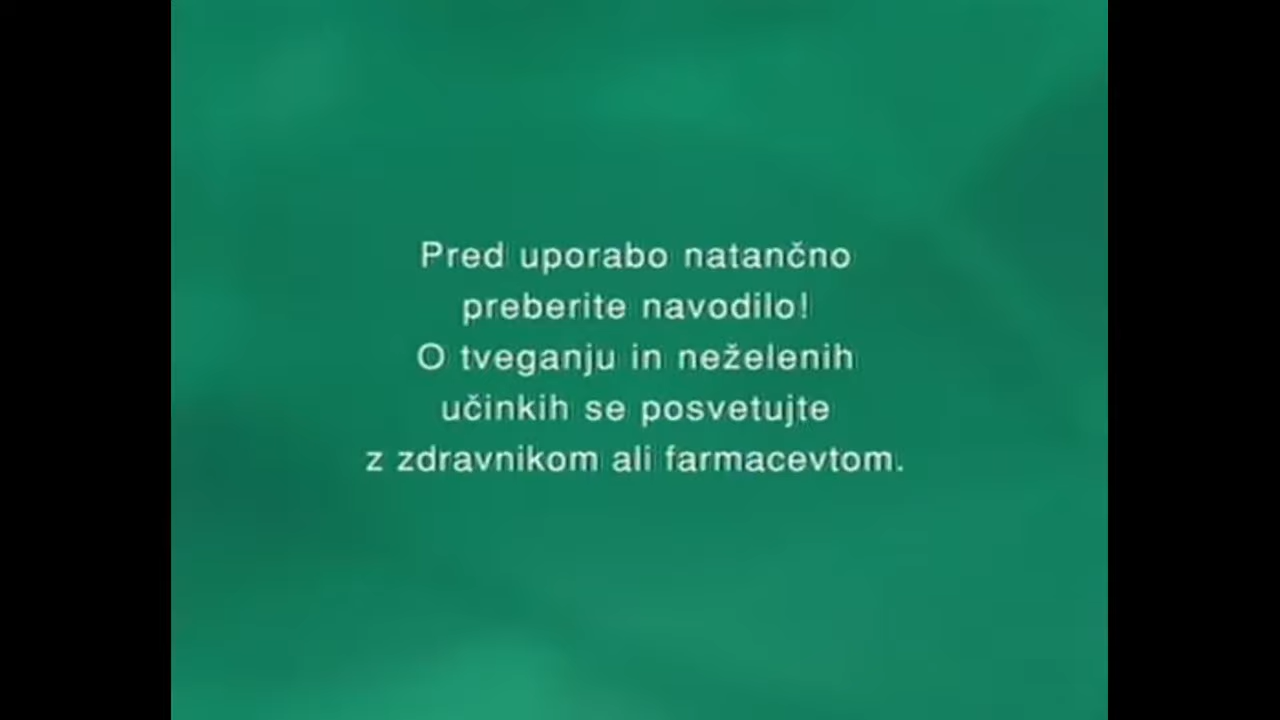 Pred uporabo natančno
preberite navodilo!
O tveganju in neželenih
učinkih se posvetujte
z zdravnikom ali farmacevtom.